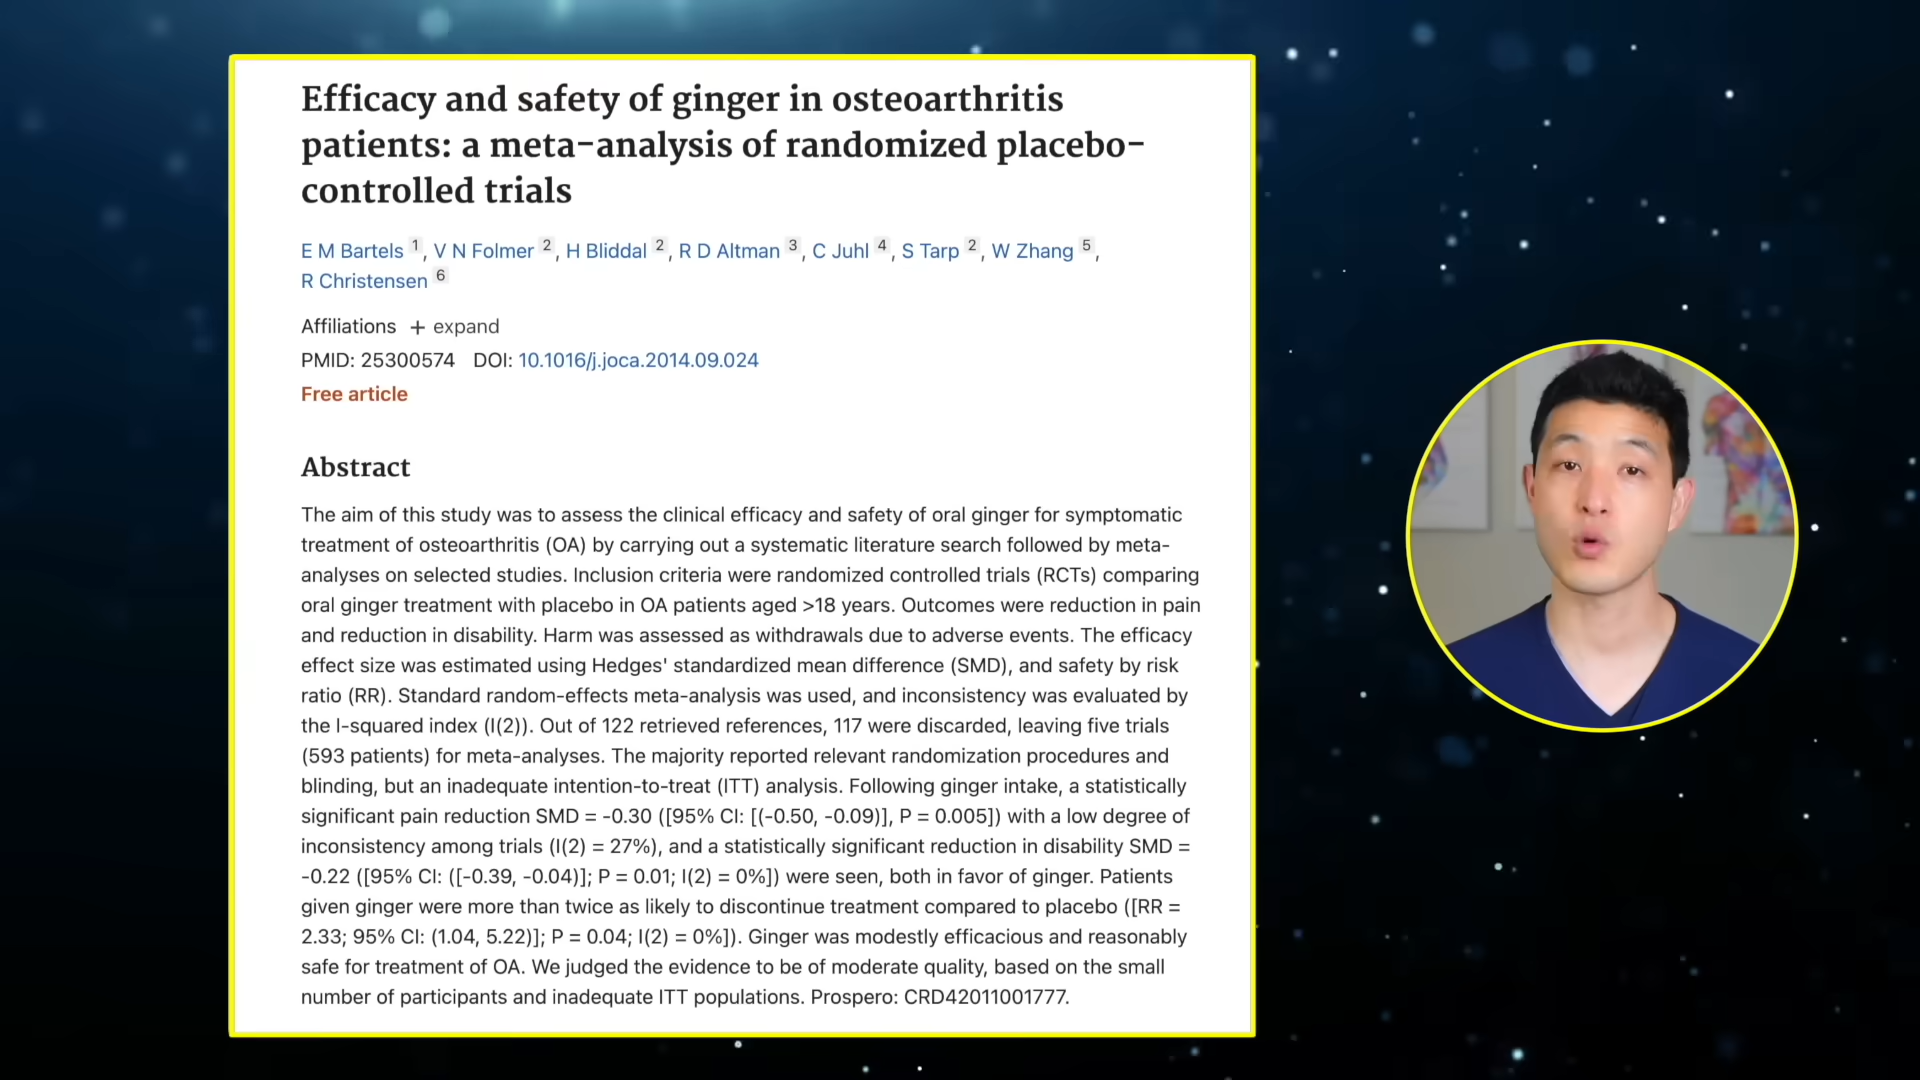 Efficacy and safety of ginger in osteoarthritis
patients: a meta-analysis of randomized placebo-
controlled trials
E M Bartels 1, V N Folmer 2, H Bliddal 2, R D Altman 3, C Juhl 4, S Tarp 2, W Zhang 5,
R Christensen 6
Affiliations + expand
PMID: 25300574 DOI: 10.1016/j.joca.2014.09.024
Free article
Abstract
The aim of this study was to assess the clinical efficacy and safety of oral ginger for symptomatic
treatment of osteoarthritis (OA) by carrying out a systematic literature search followed by meta-
analyses on selected studies. Inclusion criteria were randomized controlled trials (RCTs) comparing
oral ginger treatment with placebo in OA patients aged >18 years. Outcomes were reduction in pain
and reduction in disability. Harm was assessed as withdrawals due to adverse events. The efficacy
effect size was estimated using Hedges' standardized mean difference (SMD), and safety by risk
ratio (RR). Standard random-effects meta-analysis was used, and inconsistency was evaluated by
the I-squared index (I(2)). Out of 122 retrieved references, 117 were discarded, leaving five trials
(593 patients) for meta-analyses. The majority reported relevant randomization procedures and
blinding, but an inadequate intention-to-treat (ITT) analysis. Following ginger intake, a statistically
significant pain reduction SMD = -0.30 ([95% CI: [(-0.50, -0.09)], P = 0.005]) with a low degree of
inconsistency among trials (I(2) = 27%), and a statistically significant reduction in disability SMD =
-0.22 ([95% CI: ([-0.39, -0.04)]; P = 0.01; I(2) = 0%]) were seen, both in favor of ginger. Patients
given ginger were more than twice as likely to discontinue treatment compared to placebo ([RR =
2.33; 95% CI: (1.04, 5.22)]; P = 0.04; I(2) = 0%]). Ginger was modestly efficacious and reasonably
safe for treatment of OA. We judged the evidence to be of moderate quality, based on the small
number of participants and inadequate ITT populations. Prospero: CRD42011001777.